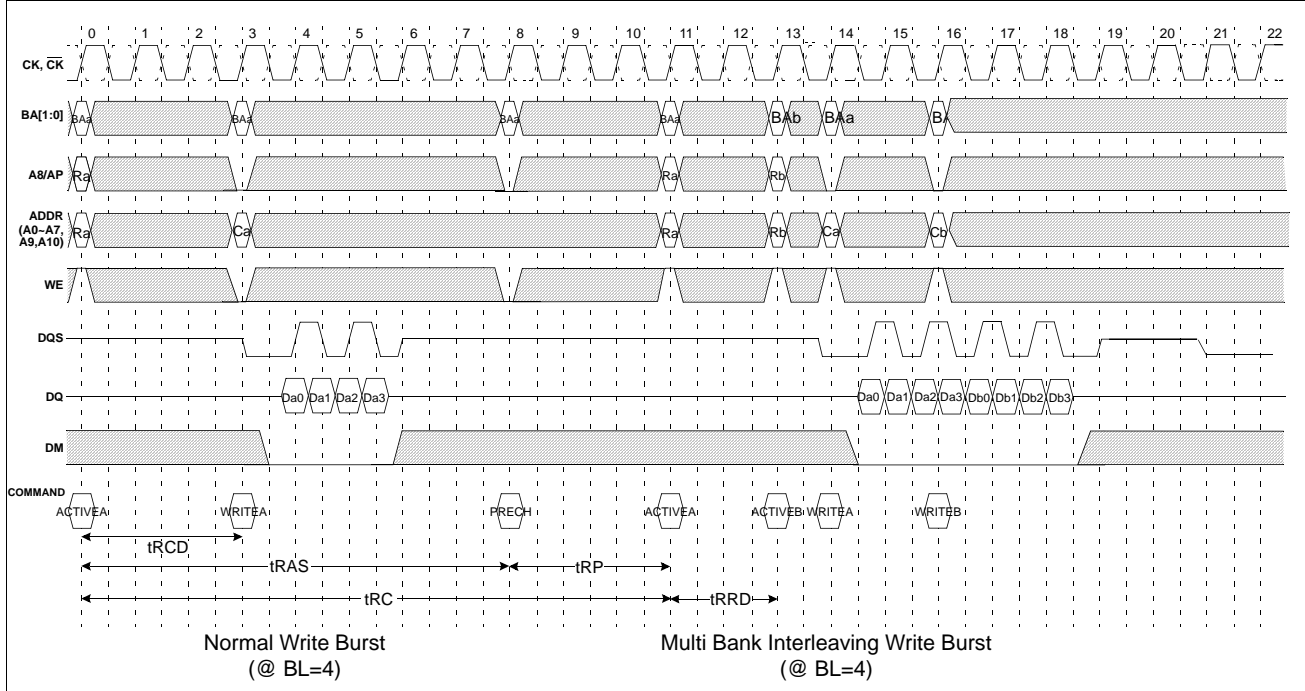 0 1 2 3 4 5 6 7 8 9 10 11 12 13 14 15 16 17 18 19 20 21 22
CK, CK
BA[1:0] BAa BAa BAa BAa BAb BAa BA
A8/AP Ra Ra Rb
ADDR
(A0~A7,
A9,A10) Ra Ca Ra Rb Ca Cb
WE
DQS
DQ Da0 Da1 Da2 Da3 Da0 Da1 Da2 Da3 Db0 Db1 Db2 Db3
DM
COMMAND
ACTIVEA WRITEA PRECH ACTIVEA ACTIVEB WRITEA WRITEB
tRCD
tRAS tRP
tRC tRRD
Normal Write Burst Multi Bank Interleaving Write Burst
(@ BL=4) (@ BL=4)